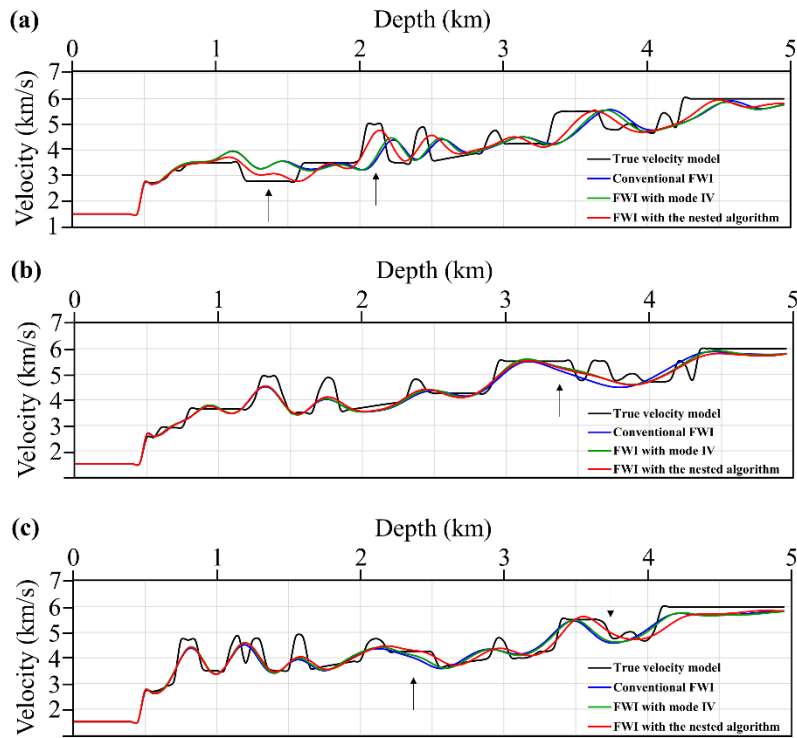 (a)
Depth (km)
0 1 2 3 4 5
Velocity (km/s)
7
6
5
4
3
2
1
True velocity model
Conventional FWI
FWI with mode IV
FWI with the nested algorithm
(b)
Depth (km)
0 1 2 3 4 5
Velocity (km/s)
7
6
5
4
3
2
True velocity model
Conventional FWI
FWI with mode IV
FWI with the nested algorithm
(c)
Depth (km)
0 1 2 3 4 5
Velocity (km/s)
7
6
5
4
3
2
True velocity model
Conventional FWI
FWI with mode IV
FWI with the nested algorithm